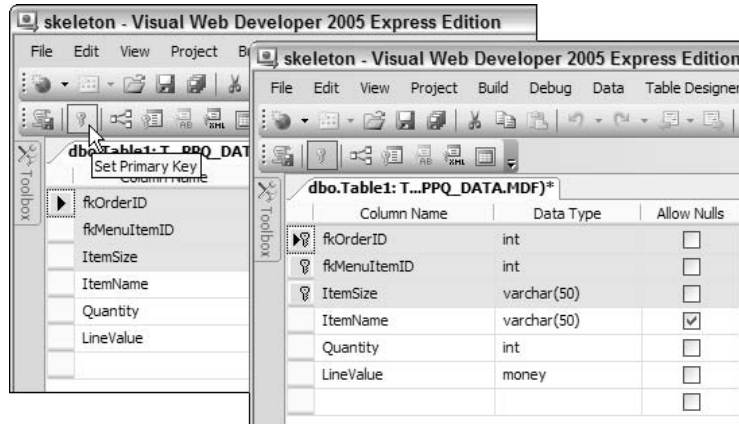 skeleton - Visual Web Developer 2005 Express Edition
File Edit View Project
dbo.Table1: T...PPQ_DAT
Set Primary Key
Column Name
Toolbox
fkOrderID
fkMenuItemID
ItemSize
ItemName
Quantity
LineValue
skeleton - Visual Web Developer 2005 Express Edition
File Edit View Project Build Debug Data Table Designer
dbo.Table1: T...PPQ_DATA.MDF)*
Toolbox
Column Name Data Type Allow Nulls
fkOrderID int
fkMenuItemID int
ItemSize varchar(50)
ItemName varchar(50)
Quantity int
LineValue money